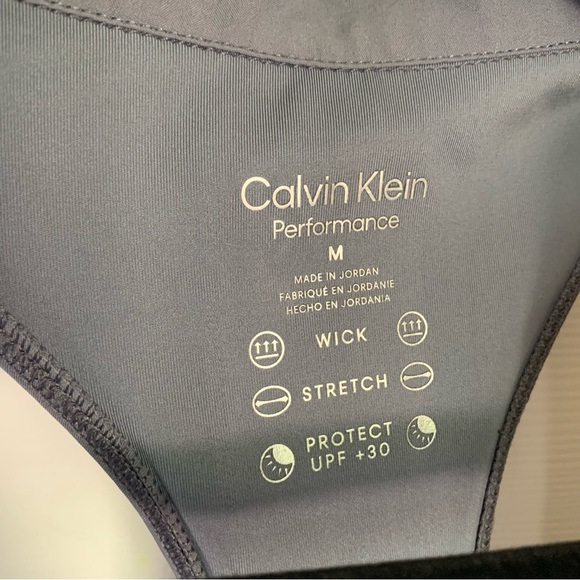 Calvin Klein
Performance
M
MADE IN JORDAN
FABRIQUÉ EN JORDANIE
HECHO EN JORDANIA
WICK
STRETCH
PROTECT
UPF +30